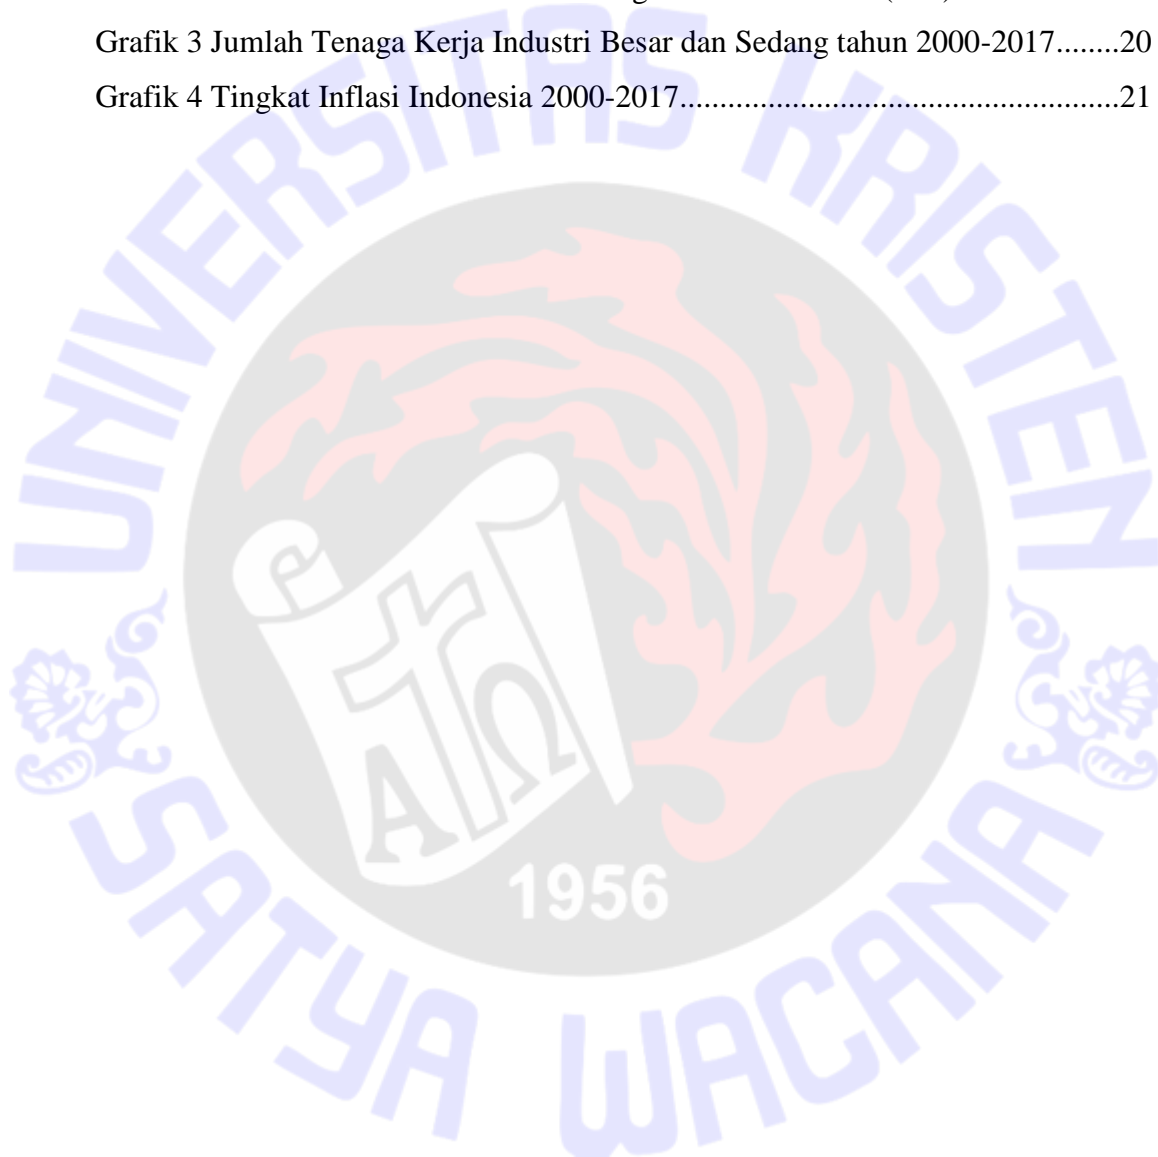 Grafik 3 Jumlah Tenaga Kerja Industri Besar dan Sedang tahun 2000-2017........20
Grafik 4 Tingkat Inflasi Indonesia 2000-2017......................................................21
UNIVERSITAS KRISTEN
ΑΩ
1956
SATYA WACANA